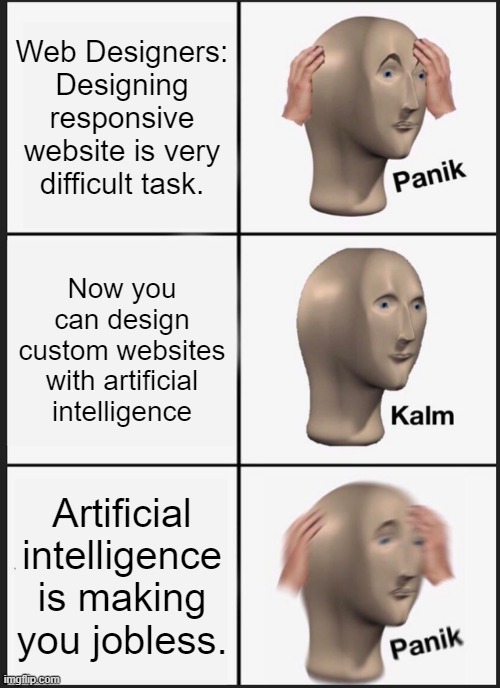 Web Designers:
Designing
responsive
website is very
difficult task.
Panik
Now you
can design
custom websites
with artificial
intelligence
Kalm
Artificial
intelligence
is making
you jobless.
Panik
imgflip.com